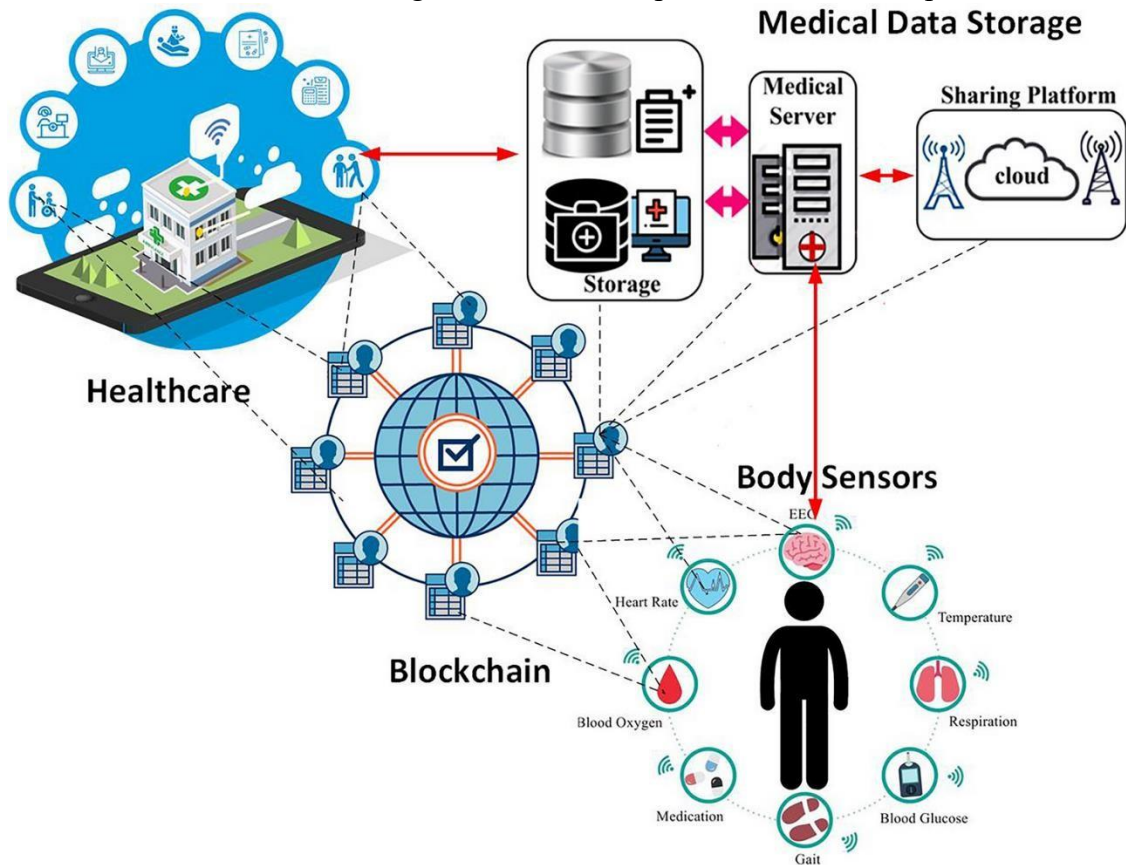 Medical Data Storage
Medical
Server
Sharing Platform
cloud
Storage
Healthcare
Body Sensors
EEG
Heart Rate
Temperature
Blockchain
Blood Oxygen
Respiration
Medication
Blood Glucose
Gait